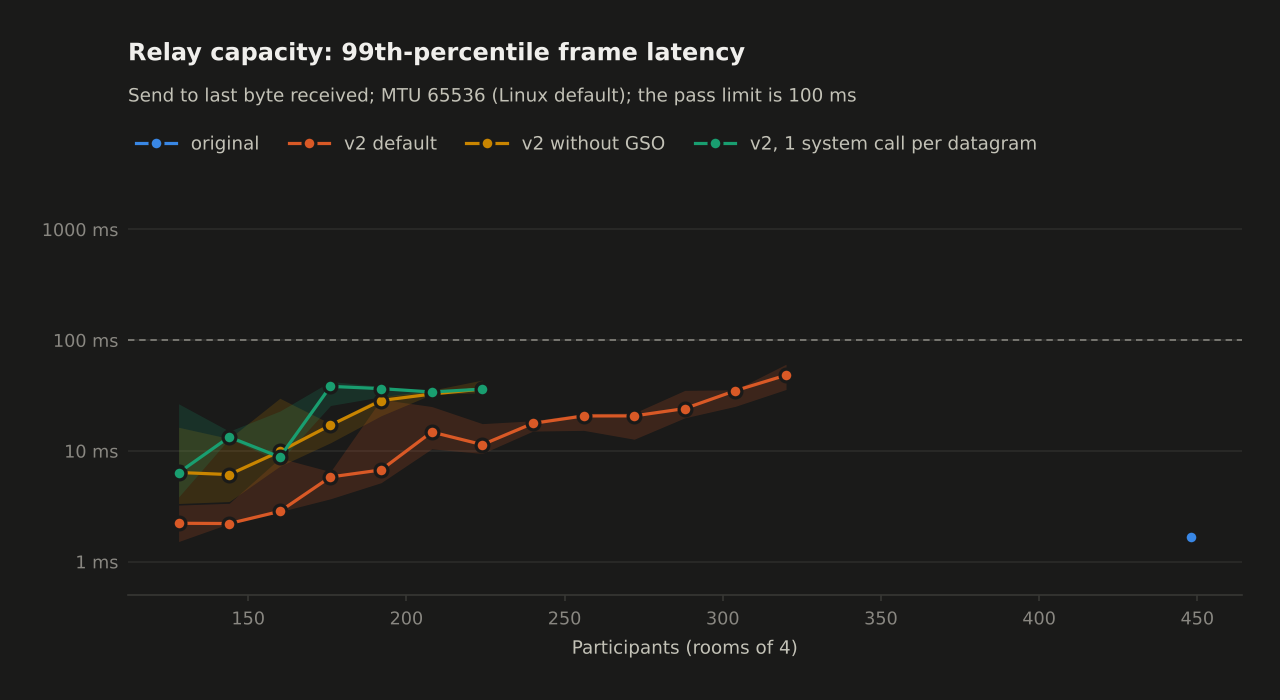 Relay capacity: 99th-percentile frame latency
Send to last byte received; MTU 65536 (Linux default); the pass limit is 100 ms
original v2 default v2 without GSO v2, 1 system call per datagram
1000 ms
100 ms
10 ms
1 ms
150 200 250 300 350 400 450
Participants (rooms of 4)